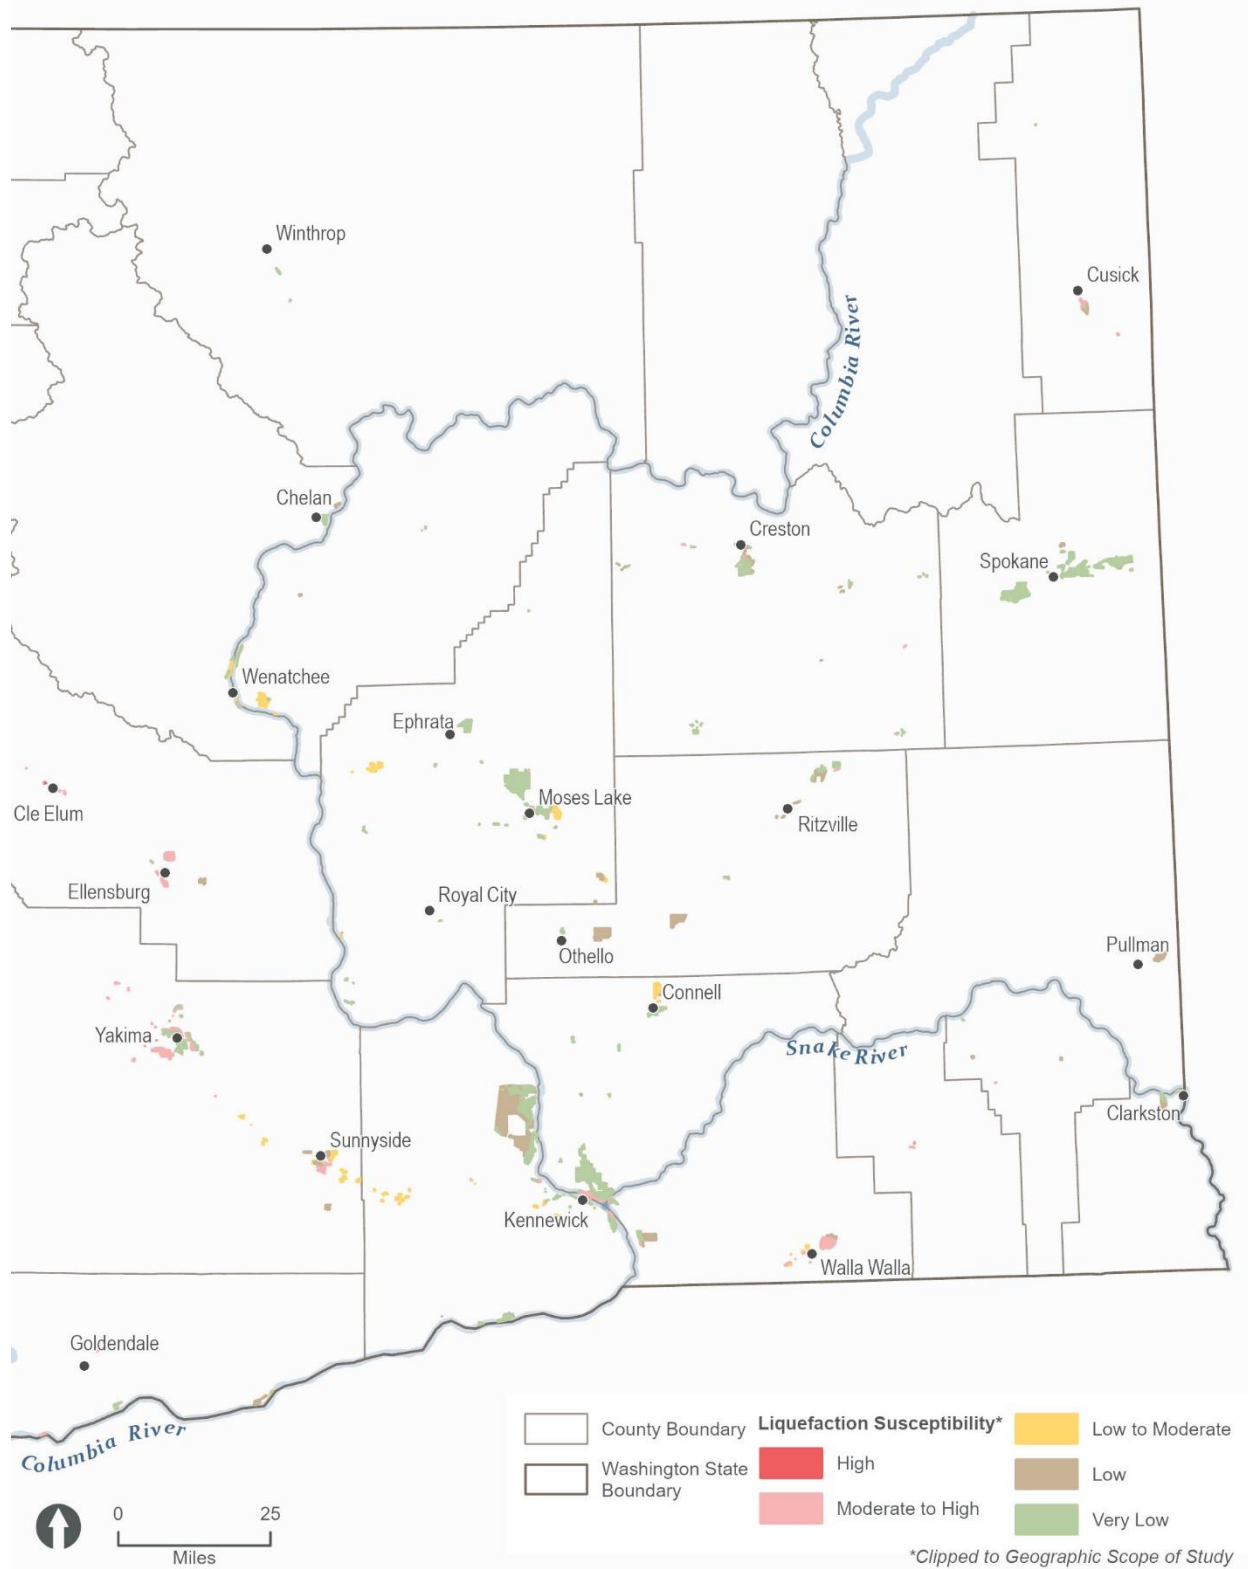 Winthrop
Cusick
Columbia River
Chelan
Creston
Spokane
Wenatchee
Ephrata
Moses Lake
Cle Elum
Ritzville
Ellensburg
Royal City
Othello
Pullman
Connell
Yakima
Snake River
Clarkston
Sunnyside
Kennewick
Walla Walla
Goldendale
Columbia River
County Boundary
Washington State
Boundary
Liquefaction Susceptibility*
High
Moderate to High
Low to Moderate
Low
Very Low
0 25
Miles
*Clipped to Geographic Scope of Study